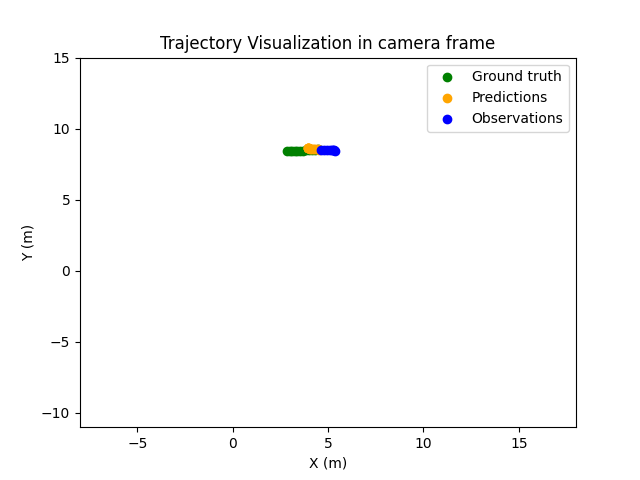 Trajectory Visualization in camera frame
Ground truth
Predictions
Observations
15
10
5
0
−5
−10
Y (m)
−5
0
5
10
15
X (m)